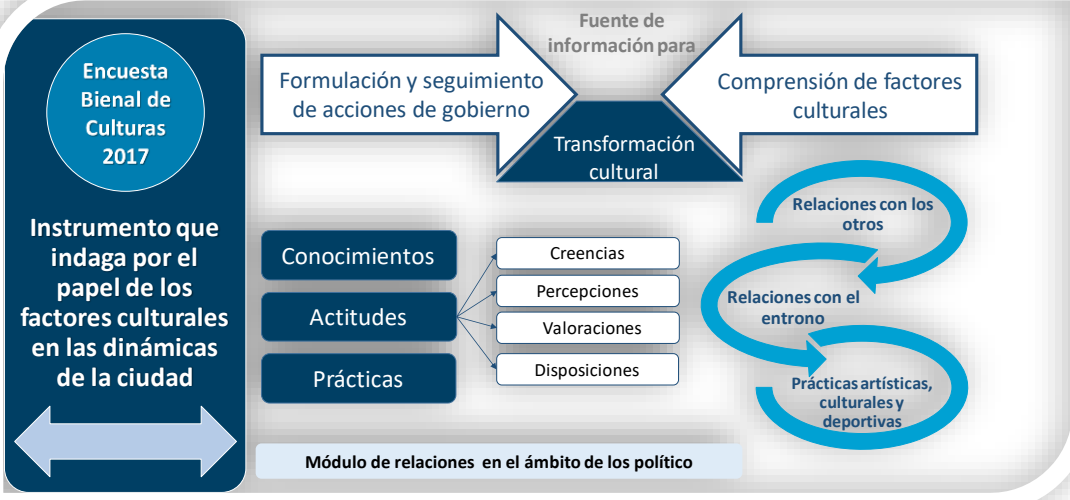 Encuesta
Bienal de
Culturas
2017
Instrumento que
indaga por el
papel de los
factores culturales
en las dinámicas
de la ciudad
Fuente de
información para
Formulación y seguimiento
de acciones de gobierno
Comprensión de factores
culturales
Transformación
cultural
Conocimientos
Actitudes
Prácticas
Creencias
Percepciones
Valoraciones
Disposiciones
Relaciones con los
otros
Relaciones con el
entrono
Prácticas artísticas,
culturales y
deportivas
Módulo de relaciones en el ámbito de los político